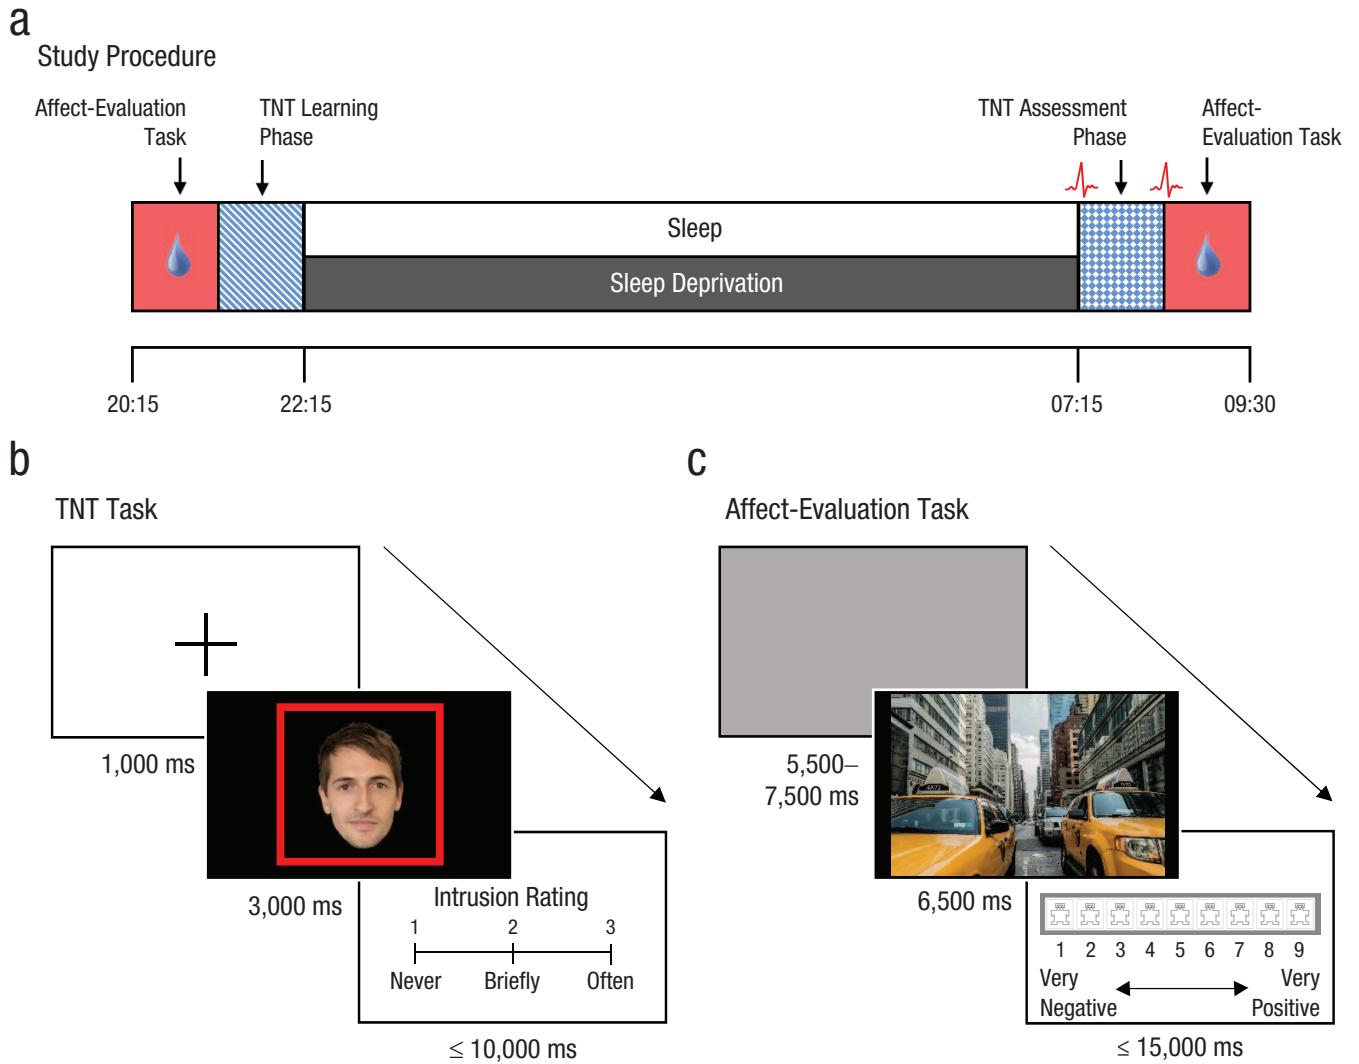 a
Study Procedure
Affect-Evaluation
Task
TNT Learning
Phase
TNT Assessment
Phase
Affect-
Evaluation Task
Sleep
Sleep Deprivation
20:15
22:15
07:15
09:30
b
TNT Task
1,000 ms
3,000 ms
Intrusion Rating
1 2 3
Never Briefly Often
≤ 10,000 ms
c
Affect-Evaluation Task
5,500–
7,500 ms
6,500 ms
1 2 3 4 5 6 7 8 9
Very Very
Negative Positive
≤ 15,000 ms